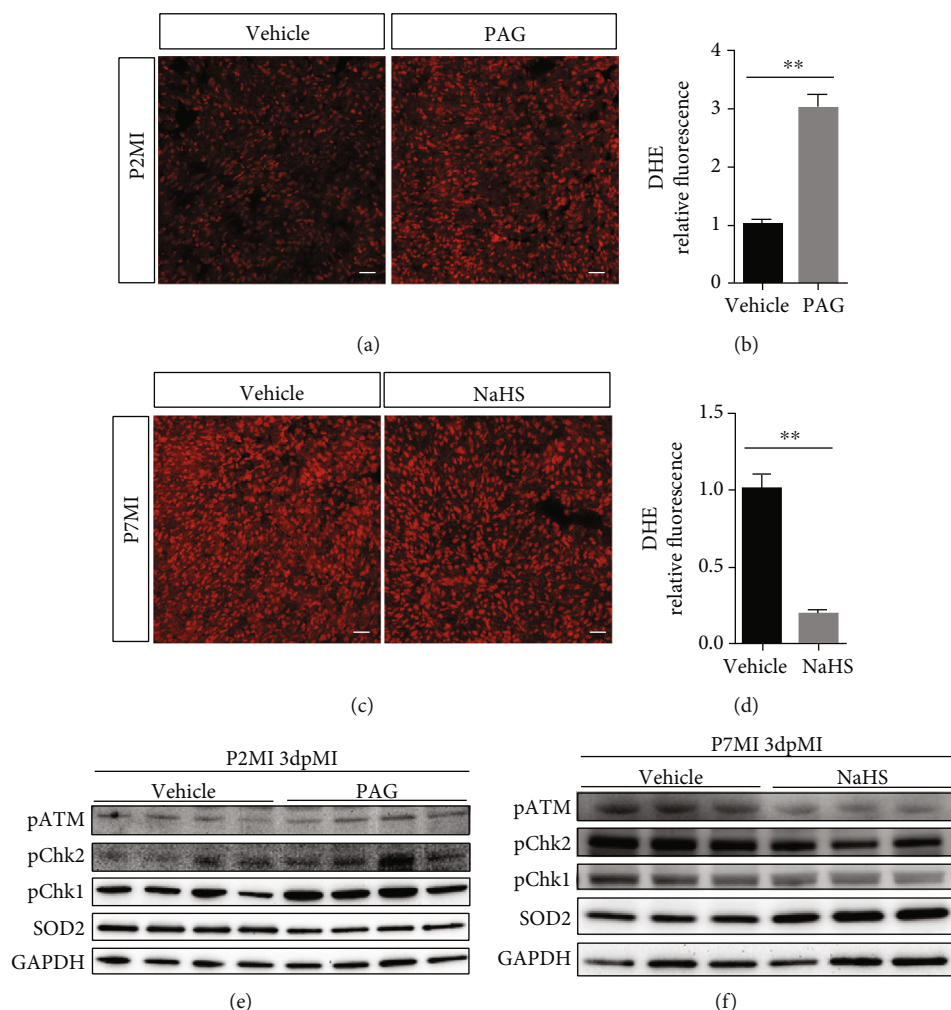 Vehicle PAG
P2MI
(a)
DHE
relative fluorescence
4
3
2
1
0
**
Vehicle PAG
(b)
Vehicle NaHS
P7MI
(c)
DHE
relative fluorescence
1.5
1.0
0.5
0.0
**
Vehicle NaHS
(d)
P2MI 3dpMI
Vehicle PAG
pATM
pChk2
pChk1
SOD2
GAPDH
(e)
P7MI 3dpMI
Vehicle NaHS
pATM
pChk2
pChk1
SOD2
GAPDH
(f)